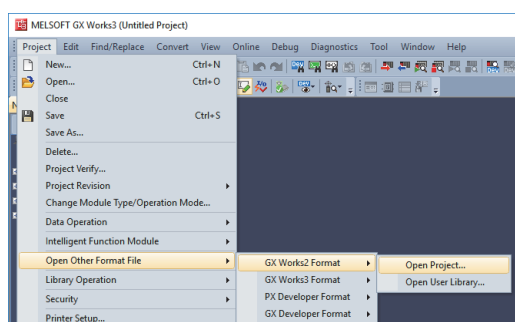 MELSOFT GX Works3 (Untitled Project)
Project Edit Find/Replace Convert View Online Debug Diagnostics Tool Window Help
New... Ctrl+N
Open... Ctrl+O
Close
Save Ctrl+S
Save As...
Delete...
Project Verify...
Project Revision
Change Module Type/Operation Mode...
Data Operation
Intelligent Function Module
Open Other Format File GX Works2 Format Open Project...
Library Operation GX Works3 Format Open User Library...
Security PX Developer Format
Printer Setup... GX Developer Format